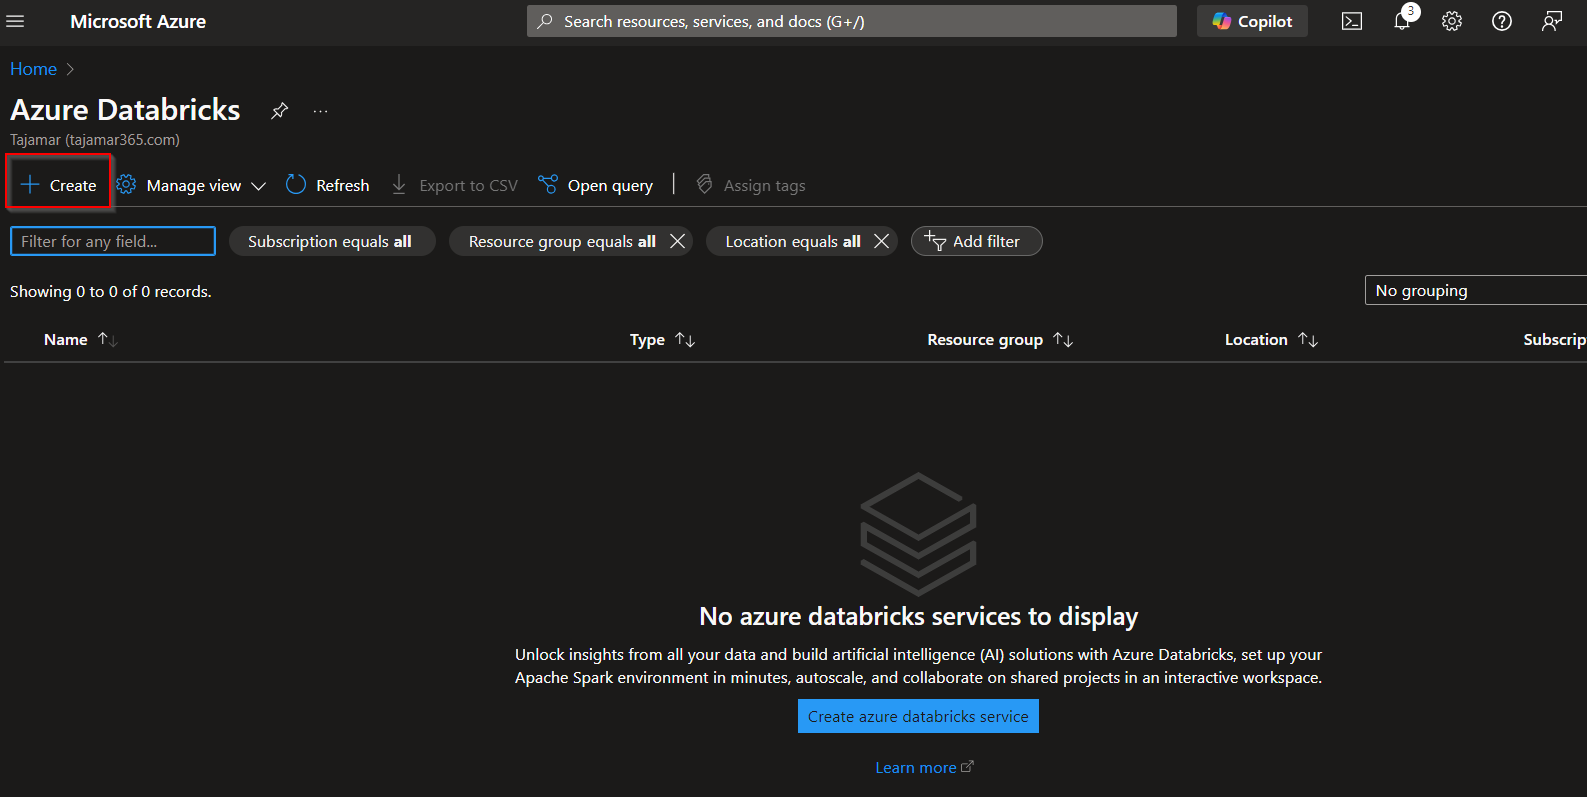 Microsoft Azure
Search resources, services, and docs (G+/)
Copilot
3
Home
Azure Databricks
Tajamar (tajamar365.com)
Create
Manage view
Refresh
Export to CSV
Open query
Assign tags
Filter for any field...
Subscription equals all
Resource group equals all
Location equals all
Add filter
Showing 0 to 0 of 0 records.
No grouping
Name
Type
Resource group
Location
Subscrip
No azure databricks services to display
Unlock insights from all your data and build artificial intelligence (AI) solutions with Azure Databricks, set up your
Apache Spark environment in minutes, autoscale, and collaborate on shared projects in an interactive workspace.
Create azure databricks service
Learn more